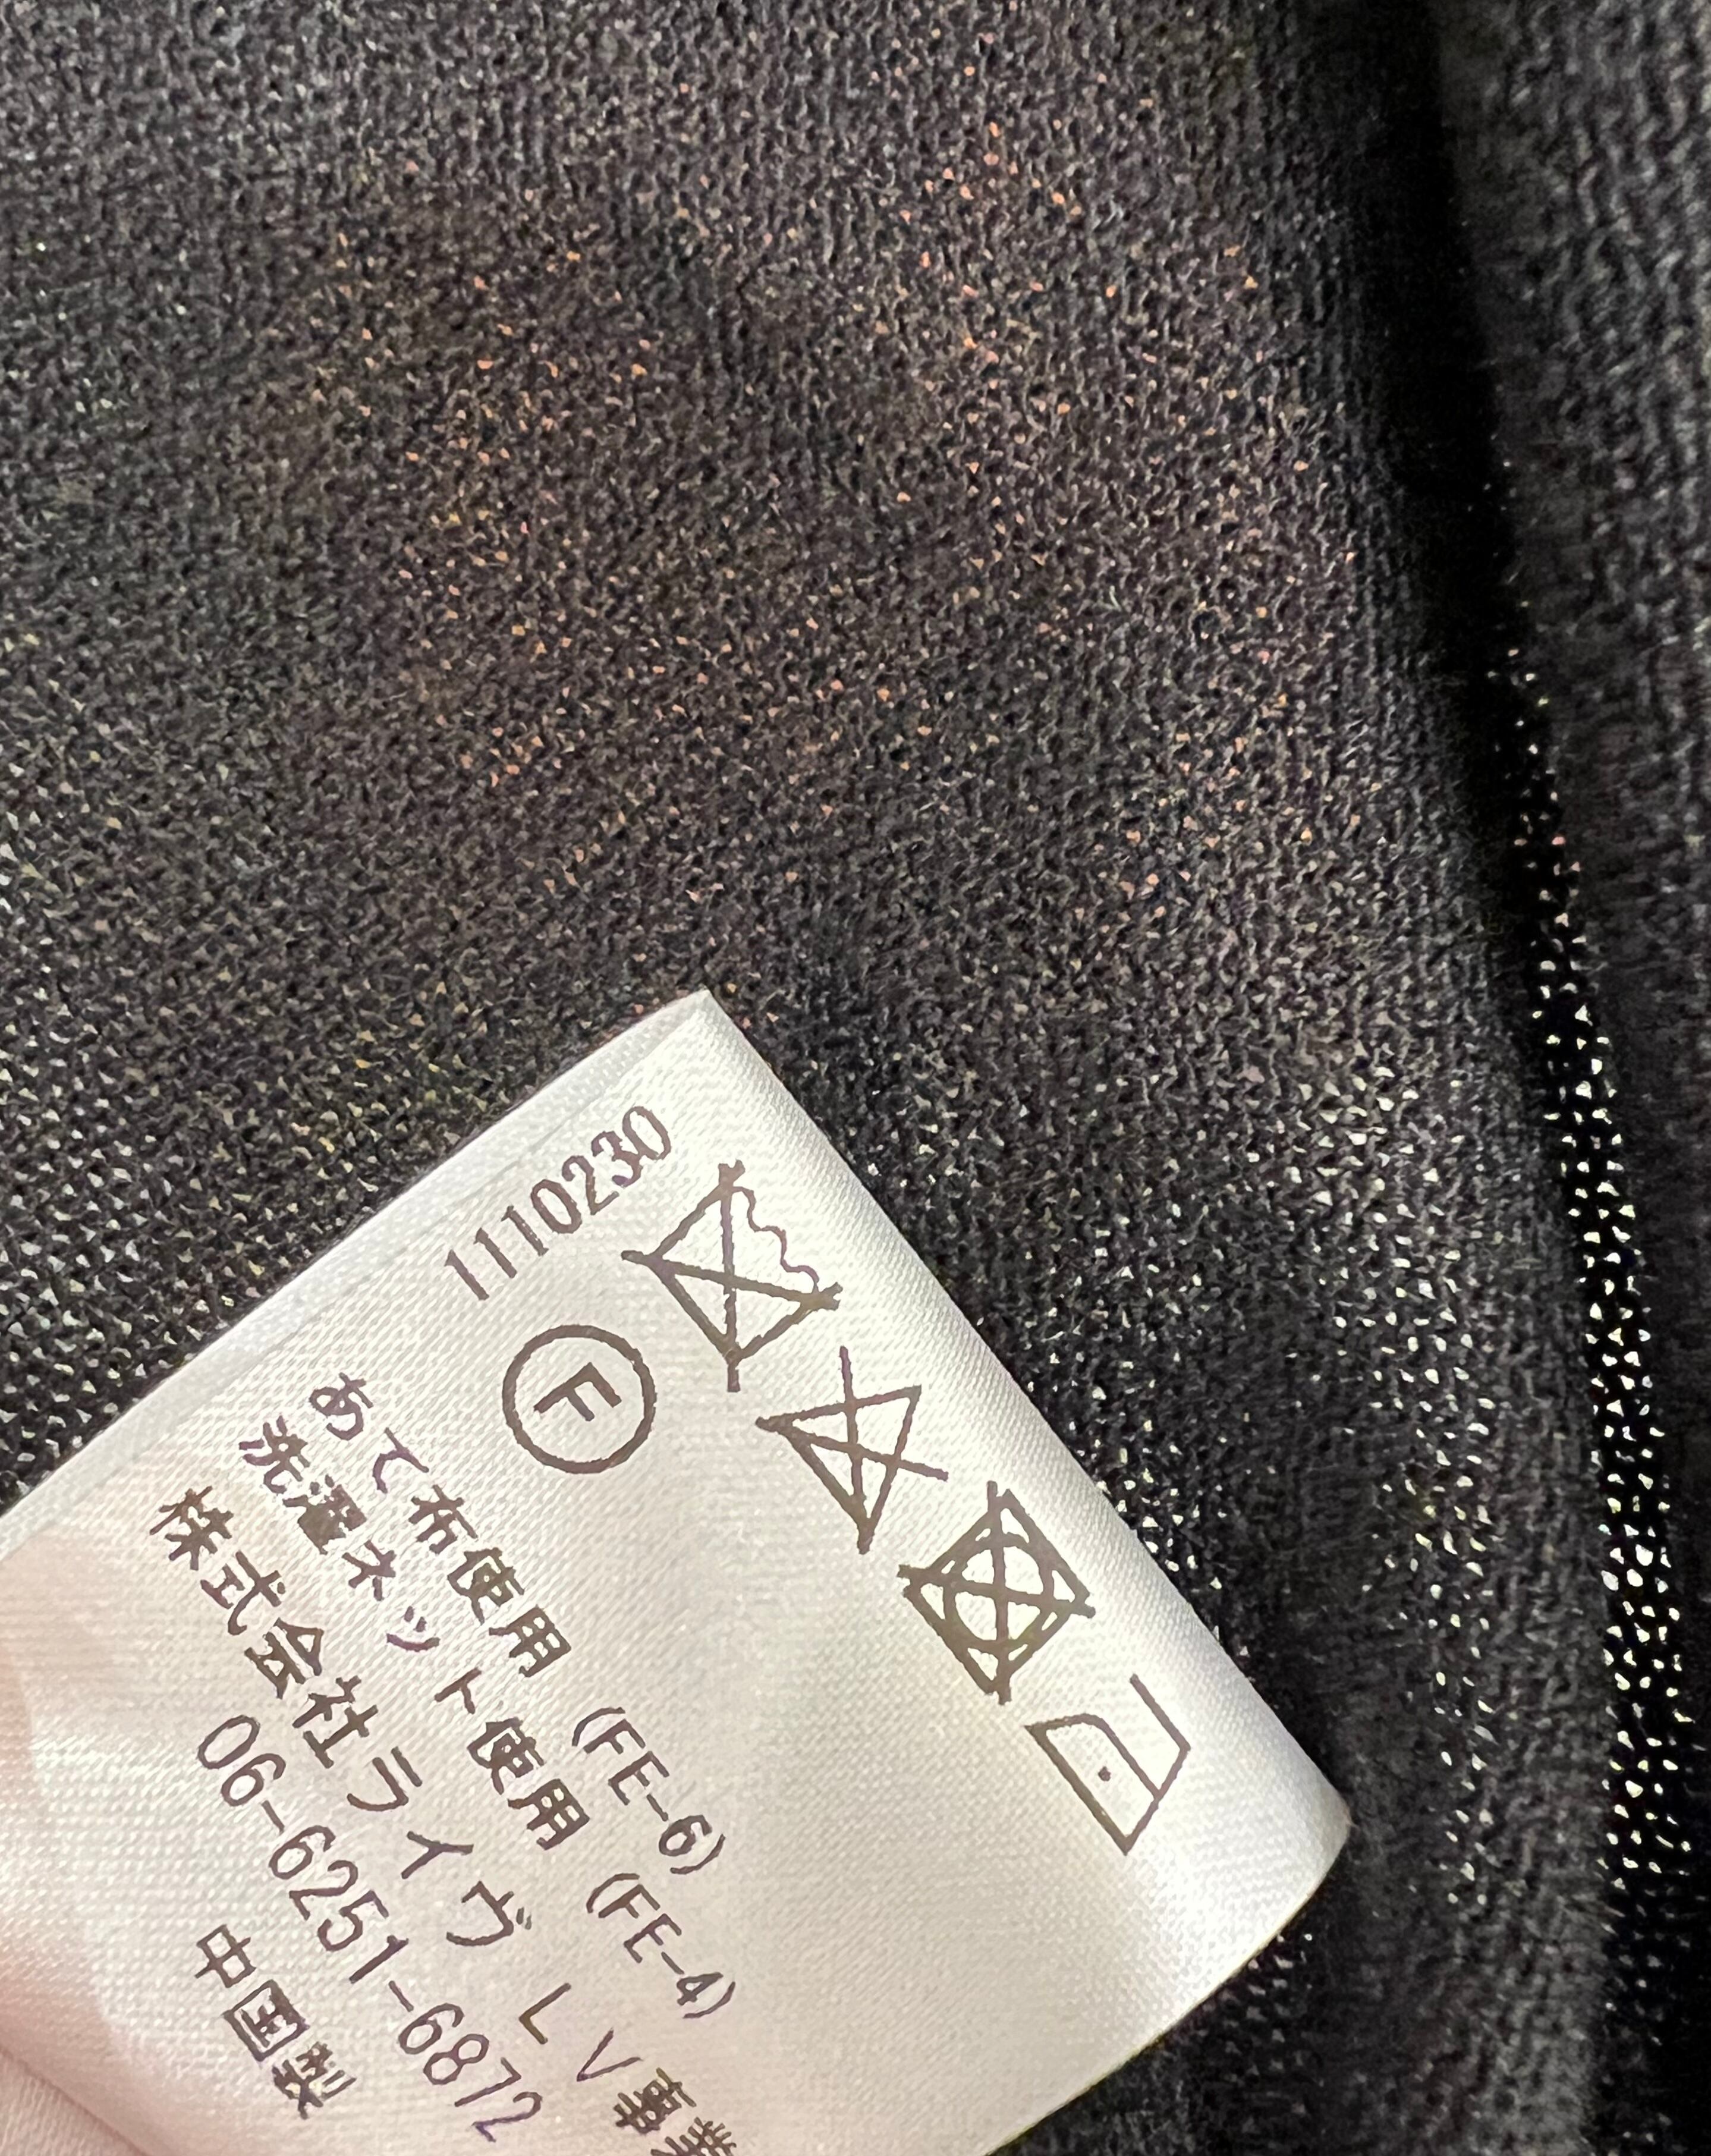 1110230
F
あて布使用 (FE-6)
洗濯ネット使用 (FE-4)
株式会社ライヴ LV事業
06-6251-6872
中国製